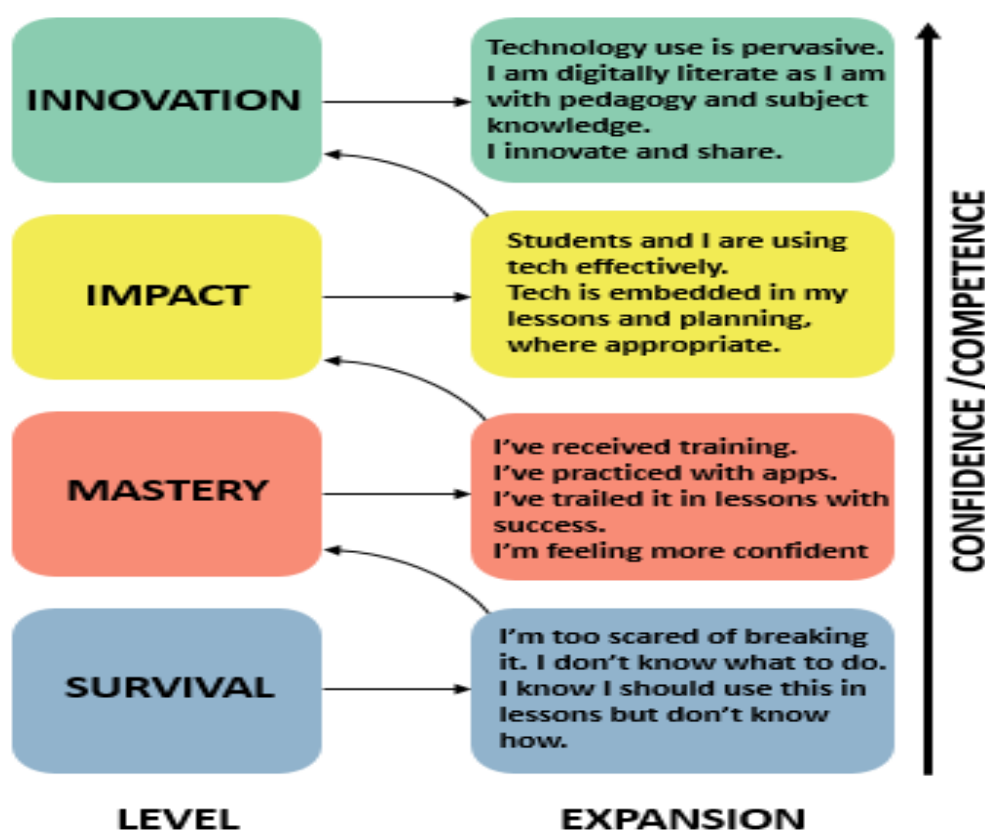 INNOVATION
Technology use is pervasive.
I am digitally literate as I am
with pedagogy and subject
knowledge.
I innovate and share.
IMPACT
Students and I are using
tech effectively.
Tech is embedded in my
lessons and planning,
where appropriate.
MASTERY
I've received training.
I've practiced with apps.
I've trailed it in lessons with
success.
I'm feeling more confident
SURVIVAL
I'm too scared of breaking
it. I don't know what to do.
I know I should use this in
lessons but don't know
how.
LEVEL
EXPANSION
CONFIDENCE /COMPETENCE